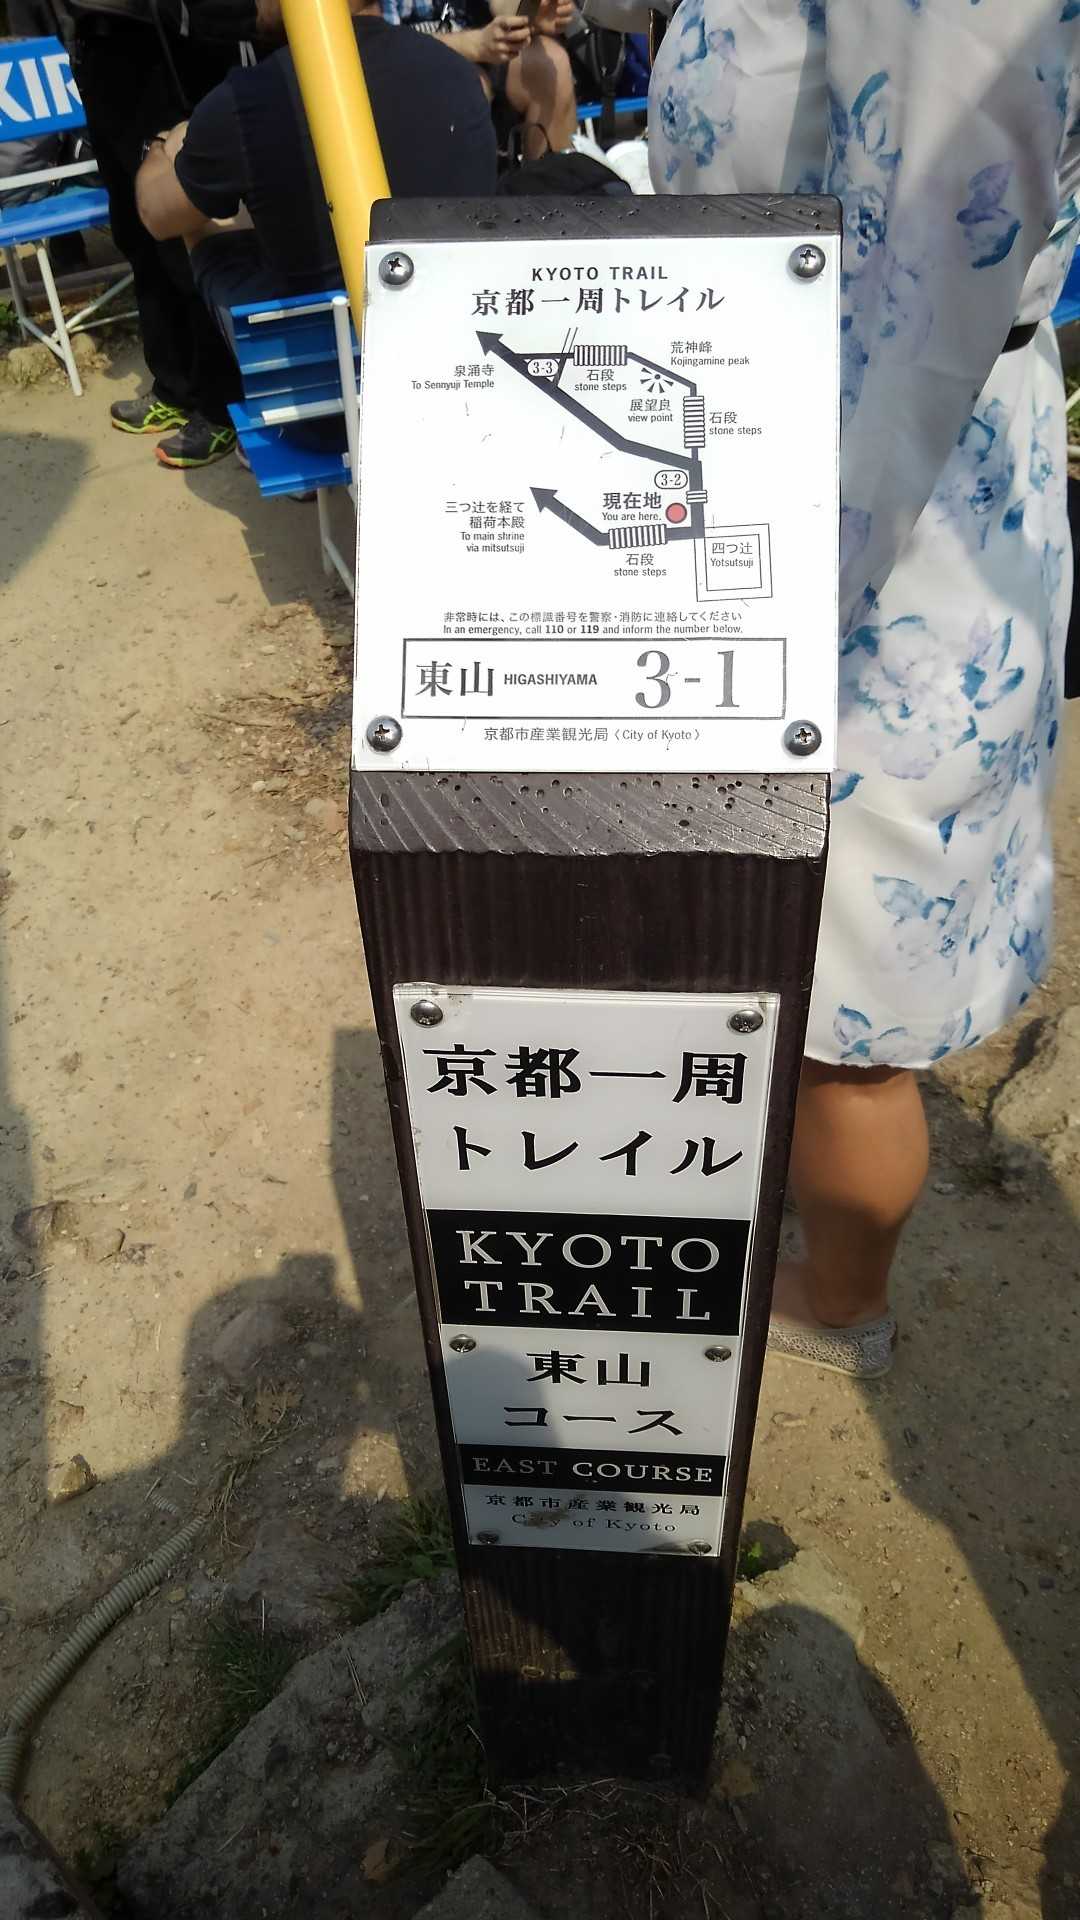 KIR
KYOTO TRAIL
京都一周トレイル
泉涌寺
To Sennyuji Temple
3-3
石段
stone steps
荒神峰
Kojingamine peak
展望良
view point
石段
stone steps
3-2
三つ辻を経て
稲荷本殿
To main shrine
via mitsutsuji
現在地
You are here.
石段
stone steps
四つ辻
Yotsutsuji
非常時には、この標識番号を警察・消防に連絡してください
In an emergency, call 110 or 119 and inform the number below.
東山 HIGASHIYAMA 3-1
京都市産業観光局〈City of Kyoto〉
京都一周
トレイル
KYOTO
TRAIL
東山
コース
EAST COURSE
京都市産業観光局
City of Kyoto